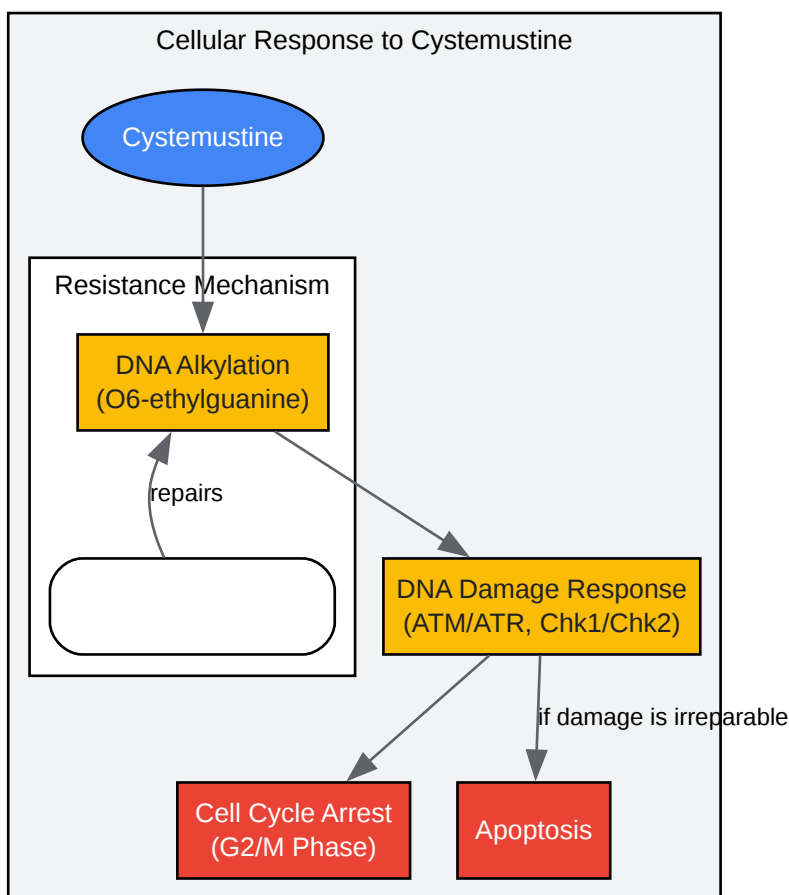 Cellular Response to Cystemustine
Cystemustine
Resistance Mechanism
DNA Alkylation
(O6-ethylguanine)
repairs
DNA Damage Response
(ATM/ATR, Chk1/Chk2)
if damage is irreparable
Cell Cycle Arrest
(G2/M Phase)
Apoptosis